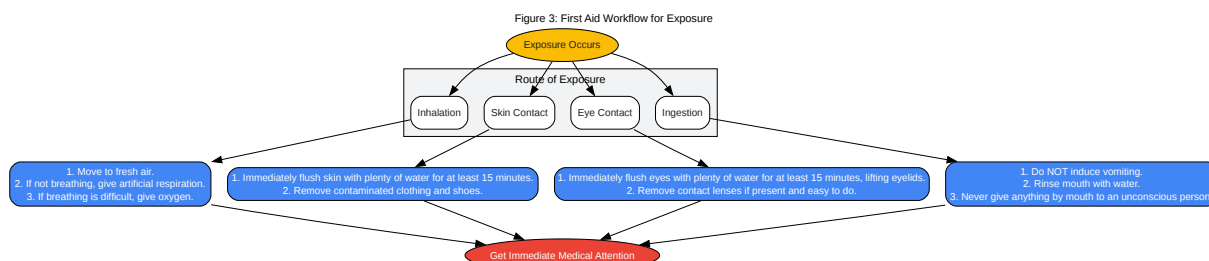 Figure 3: First Aid Workflow for Exposure
Exposure Occurs
Route of Exposure
Inhalation
Skin Contact
Eye Contact
Ingestion
1. Move to fresh air.
2. If not breathing, give artificial respiration.
3. If breathing is difficult, give oxygen.
1. Immediately flush skin with plenty of water for at least 15 minutes.
2. Remove contaminated clothing and shoes.
1. Immediately flush eyes with plenty of water for at least 15 minutes, lifting eyelids.
2. Remove contact lenses if present and easy to do.
1. Do NOT induce vomiting.
2. Rinse mouth with water.
3. Never give anything by mouth to an unconscious person
Get Immediate Medical Attention